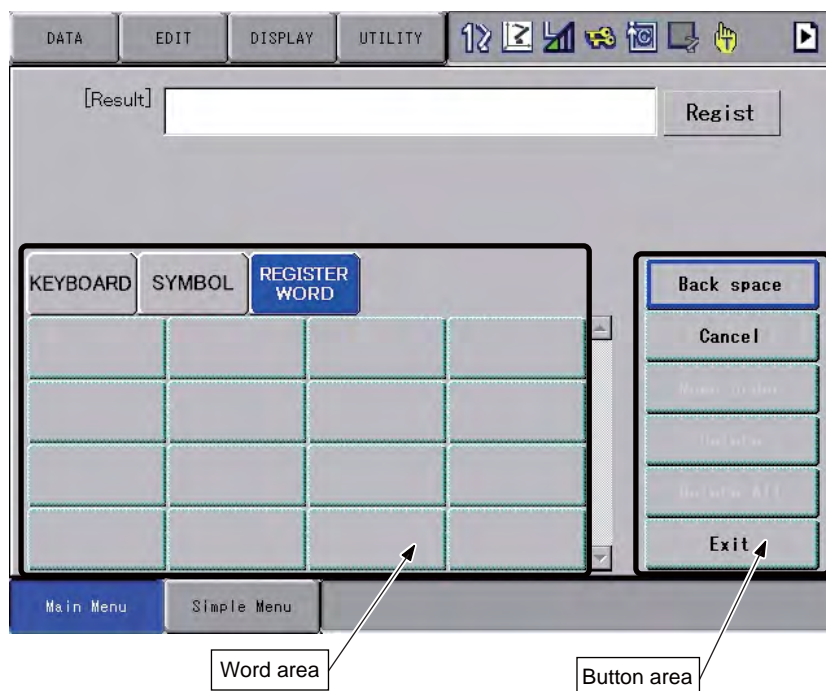 DATA EDIT DISPLAY UTILITY
[Result] Regist
KEYBOARD SYMBOL REGISTER WORD
Back space
Cancel
Exit
Main Menu Simple Menu
Word area
Button area